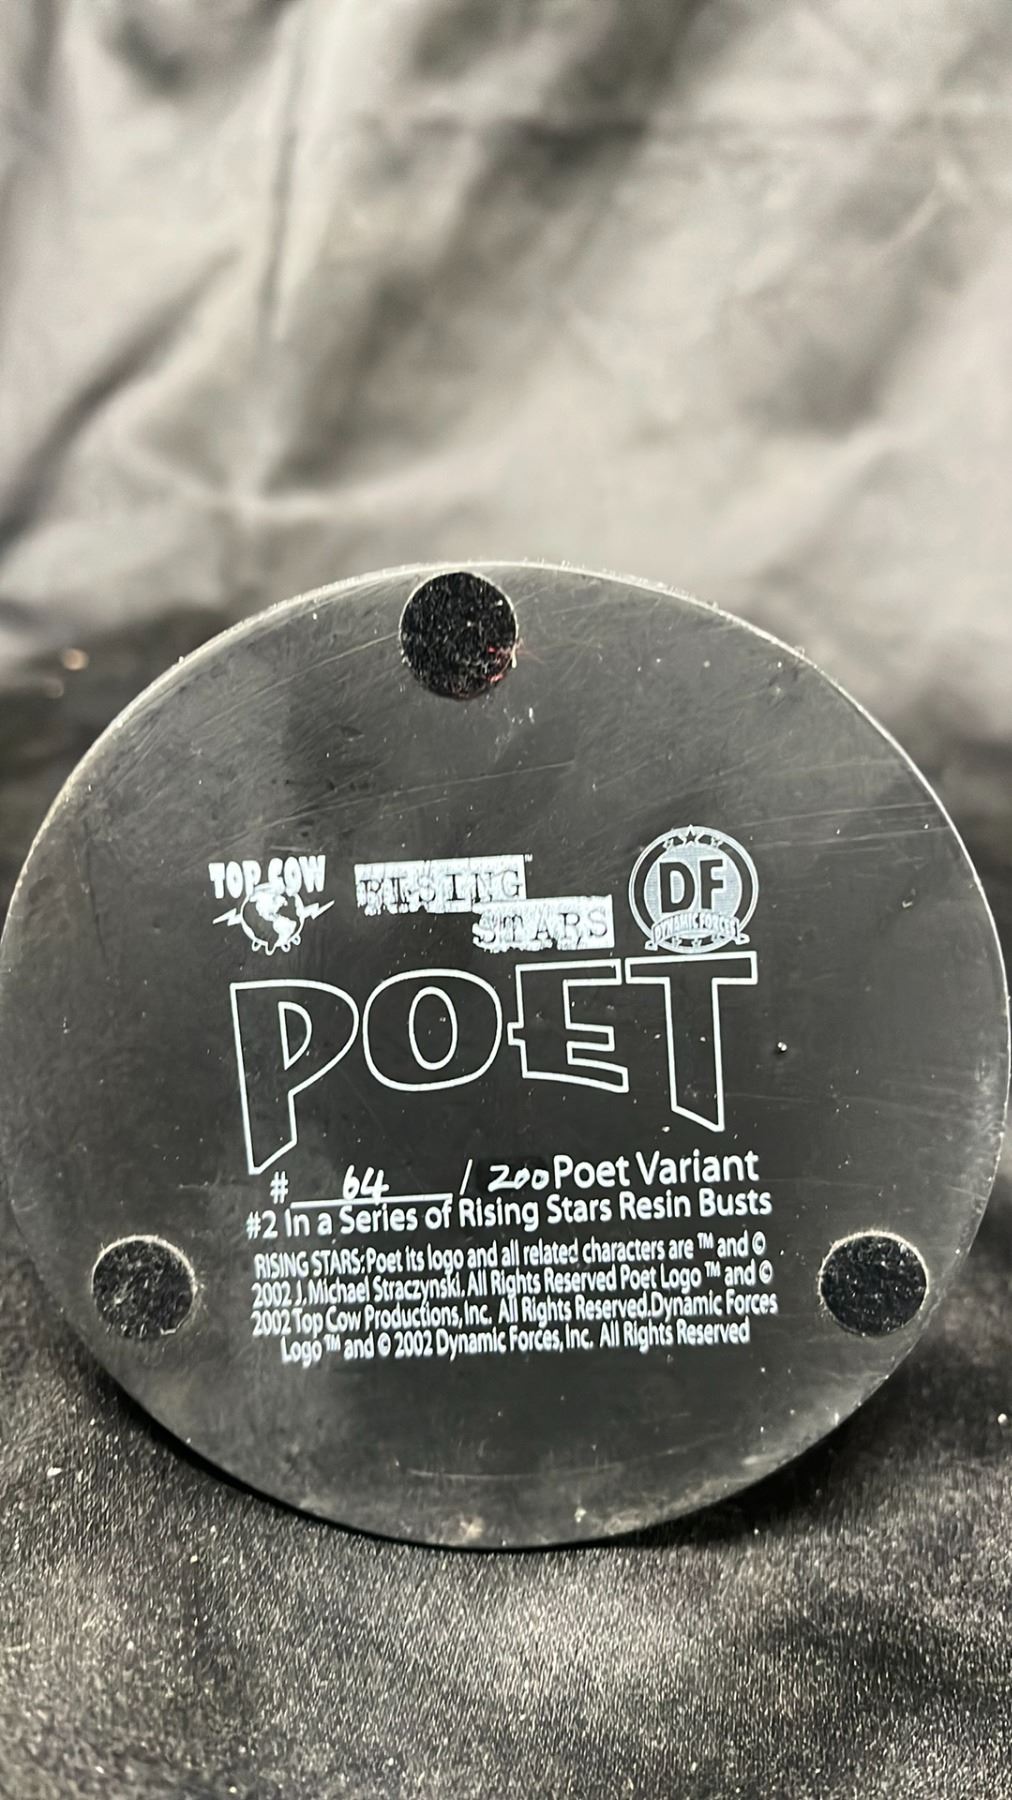 TOP COW
RISING™
STARS
DF
DYNAMIC FORCES
POET
# 64 / 200 Poet Variant
#2 In a Series of Rising Stars Resin Busts
RISING STARS: Poet its logo and all related characters are ™ and ©
2002 J. Michael Straczynski. All Rights Reserved Poet Logo ™ and ©
2002 Top Cow Productions, Inc. All Rights Reserved.Dynamic Forces
Logo ™ and © 2002 Dynamic Forces, Inc. All Rights Reserved